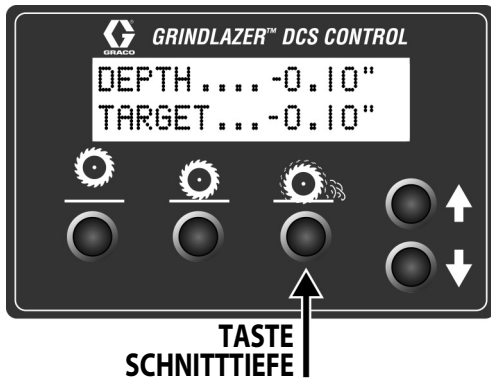 GRACO
GRINDLAZER™ DCS CONTROL
DEPTH....-0.10"
TARGET...-0.10"
TASTE
SCHNITTTIEFE